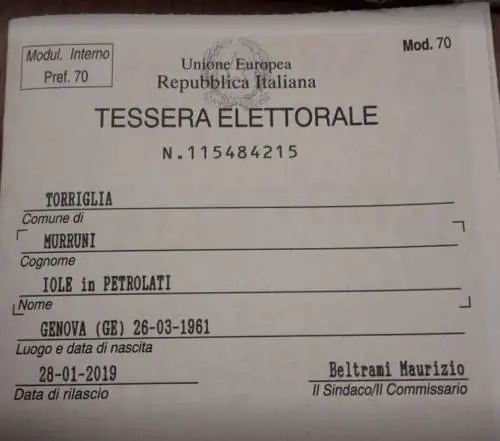 Modul. Interno
Pref. 70
Mod. 70
Unione Europea
Repubblica Italiana
TESSERA ELETTORALE
N.115484215
TORRIGLIA
Comune di
MURRUNI
Cognome
IOLE in PETROLATI
Nome
GENOVA (GE) 26-03-1961
Luogo e data di nascita
28-01-2019
Data di rilascio
Beltrami Maurizio
Il Sindaco/Il Commissario